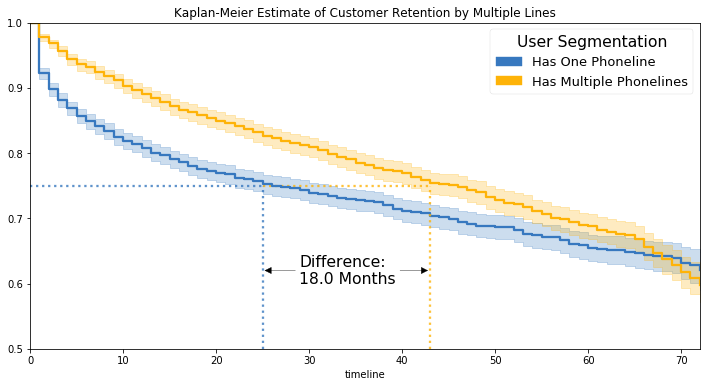 Kaplan-Meier Estimate of Customer Retention by Multiple Lines
1.0
0.9
0.8
0.7
0.6
0.5
User Segmentation
Has One Phoneline
Has Multiple Phonelines
Difference:
18.0 Months
0 10 20 30 40 50 60 70
timeline